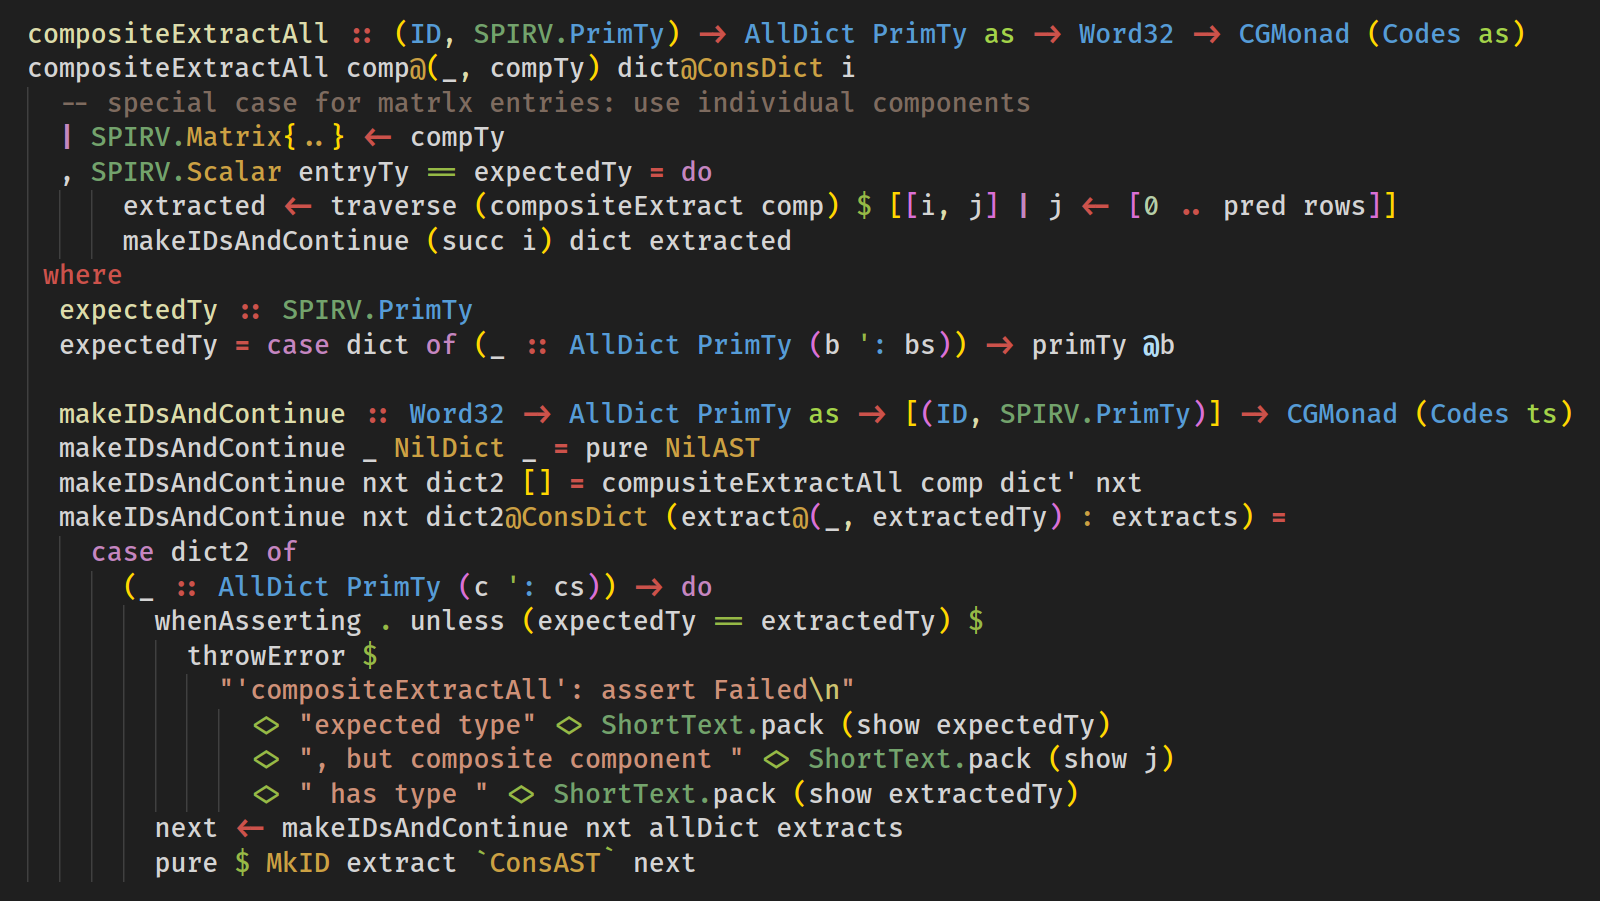 compositeExtractAll :: (ID, SPIRV.PrimTy) → AllDict PrimTy as → Word32 → CGMonad (Codes as)
compositeExtractAll comp@(_, compTy) dict@ConsDict i
-- special case for matrlx entries: use individual components
| SPIRV.Matrix{..} ← compTy
, SPIRV.Scalar entryTy == expectedTy = do
extracted ← traverse (compositeExtract comp) $ [[i, j] | j ← [0 .. pred rows]]
makeIDsAndContinue (succ i) dict extracted
where
expectedTy :: SPIRV.PrimTy
expectedTy = case dict of (_ :: AllDict PrimTy (b ': bs)) → primTy @b
makeIDsAndContinue :: Word32 → AllDict PrimTy as → [(ID, SPIRV.PrimTy)] → CGMonad (Codes ts)
makeIDsAndContinue _ NilDict _ = pure NilAST
makeIDsAndContinue nxt dict2 [] = compusiteExtractAll comp dict' nxt
makeIDsAndContinue nxt dict2@ConsDict (extract@(_, extractedTy) : extracts) =
case dict2 of
(_ :: AllDict PrimTy (c ': cs)) → do
whenAsserting . unless (expectedTy == extractedTy) $
throwError $
"'compositeExtractAll': assert Failed\n"
<> "expected type" <> ShortText.pack (show expectedTy)
<> ", but composite component " <> ShortText.pack (show j)
<> " has type " <> ShortText.pack (show extractedTy)
next ← makeIDsAndContinue nxt allDict extracts
pure $ MkID extract `ConsAST` next